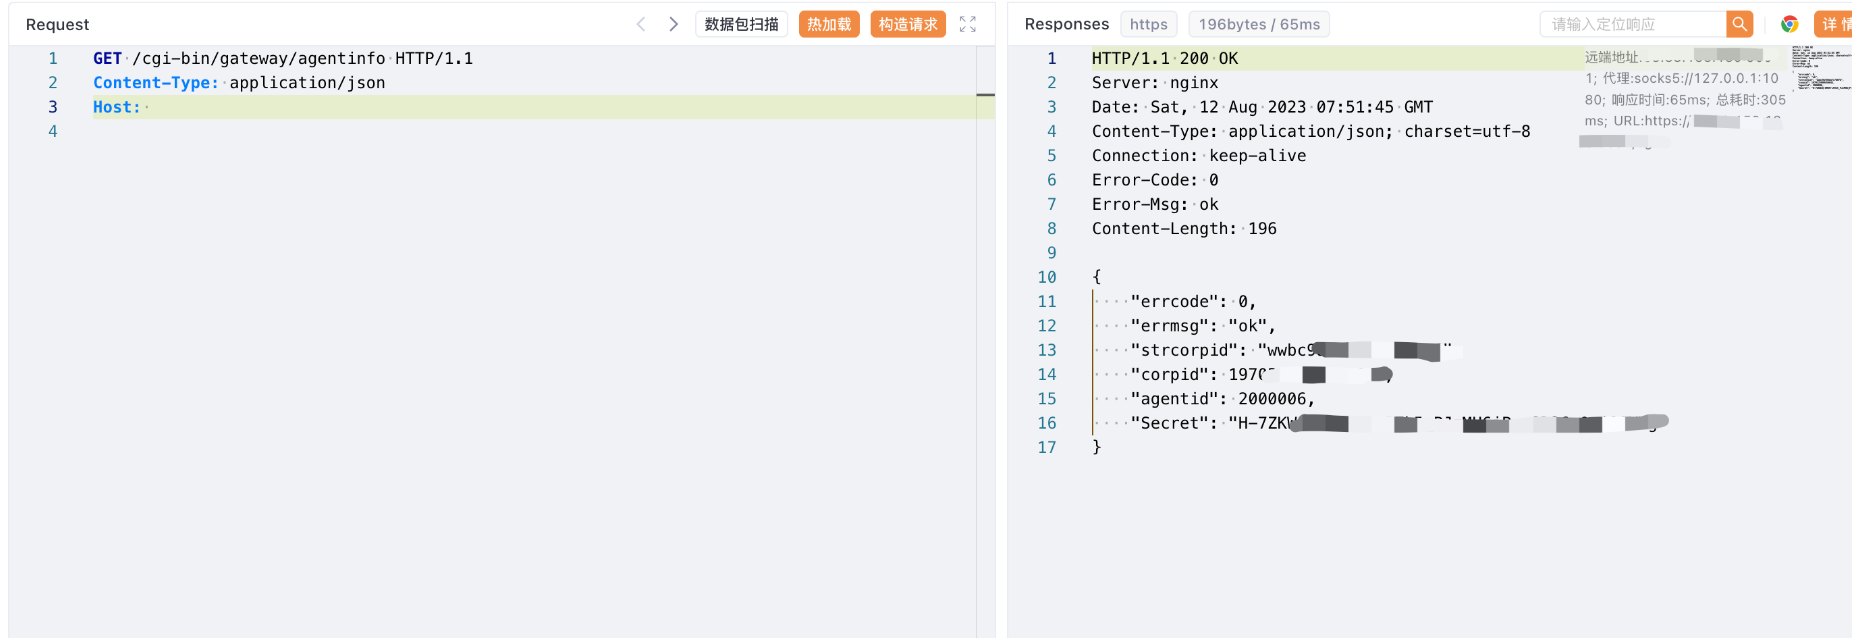 Request
数据包扫描
热加载
构造请求
1 GET /cgi-bin/gateway/agentinfo HTTP/1.1
2 Content-Type: application/json
3 Host:
4
Responses
https
196bytes / 65ms
请输入定位响应
详情
1 HTTP/1.1 200 OK
2 Server: nginx
3 Date: Sat, 12 Aug 2023 07:51:45 GMT
4 Content-Type: application/json; charset=utf-8
5 Connection: keep-alive
6 Error-Code: 0
7 Error-Msg: ok
8 Content-Length: 196
9
10 {
11 "errcode": 0,
12 "errmsg": "ok",
13 "strcorpid": "wwbc9
14 "corpid": 1970
15 "agentid": 2000006,
16 "Secret": "H-7ZK
17 }
远端地址
1; 代理:socks5://127.0.0.1:10
80; 响应时间:65ms; 总耗时:305
ms; URL:https://